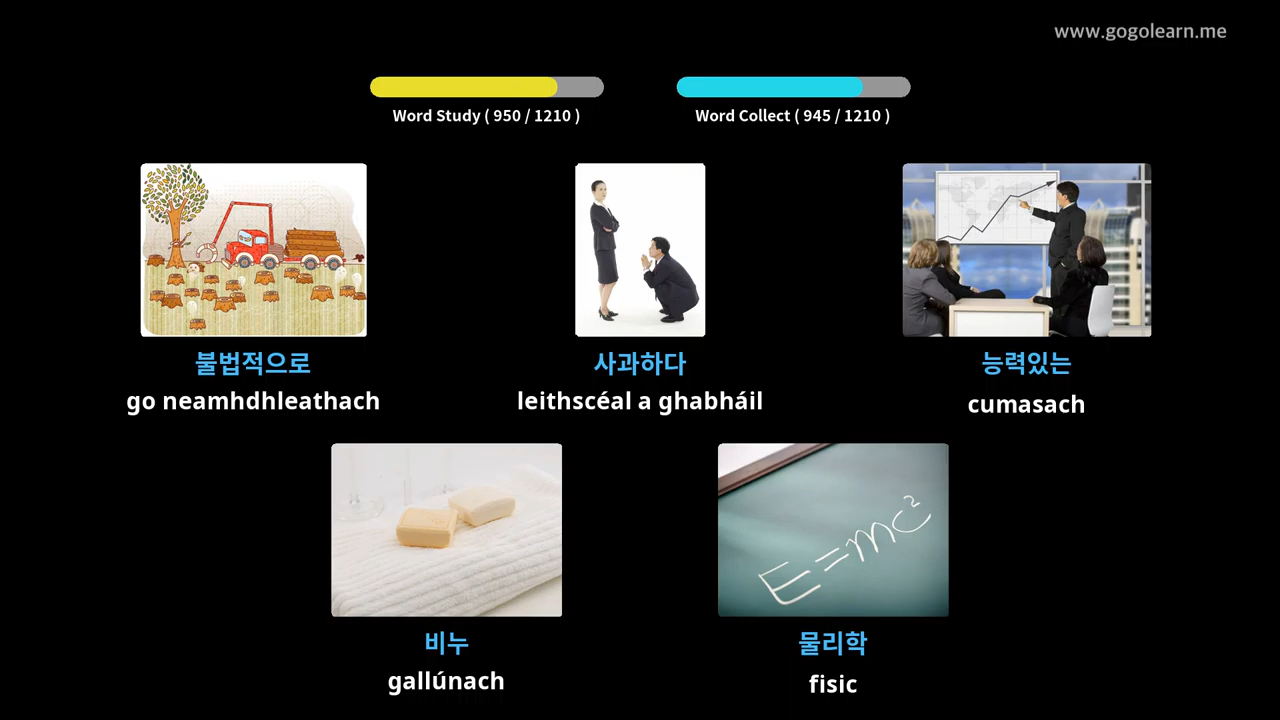 www.gogolearn.me
Word Study ( 950 / 1210 )
Word Collect ( 945 / 1210 )
불법적으로
go neamhdhleathach
사과하다
leithscéal a ghabháil
능력있는
cumasach
E=mc²
비누
gallúnach
물리학
fisic